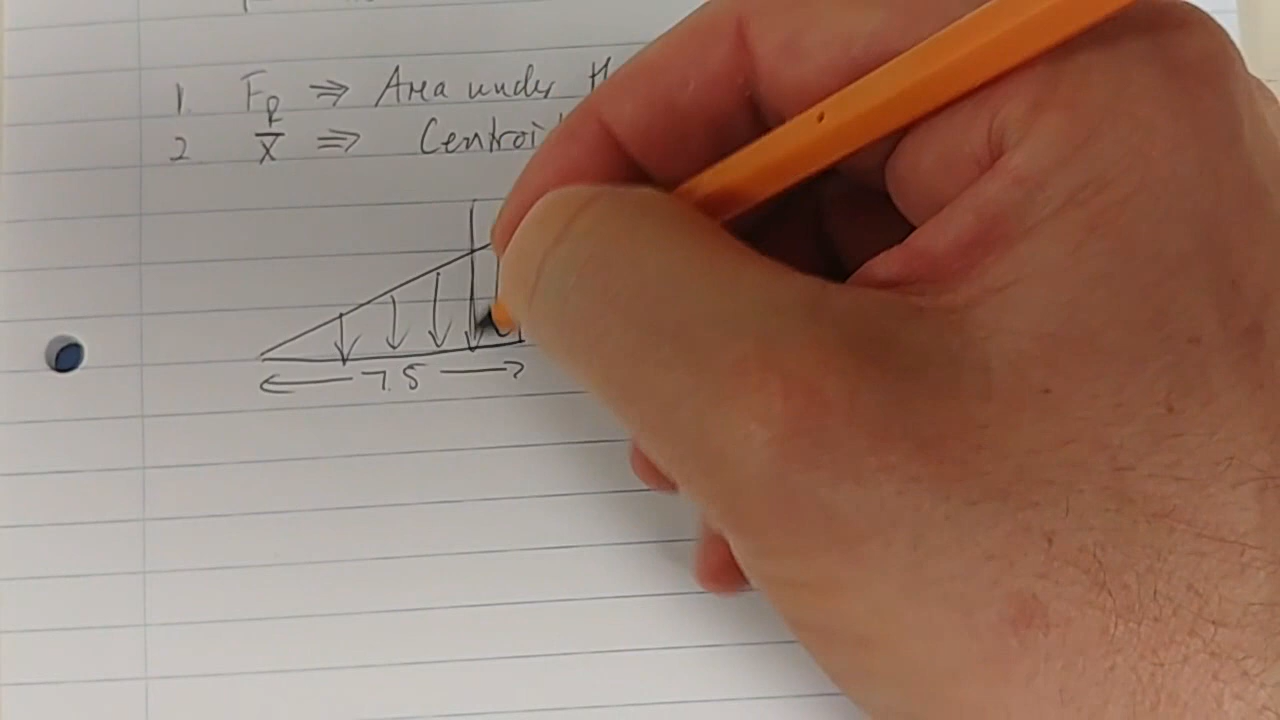 1 F_R ⇒ Area under
2 x̄ ⇒ Centroi
7.5